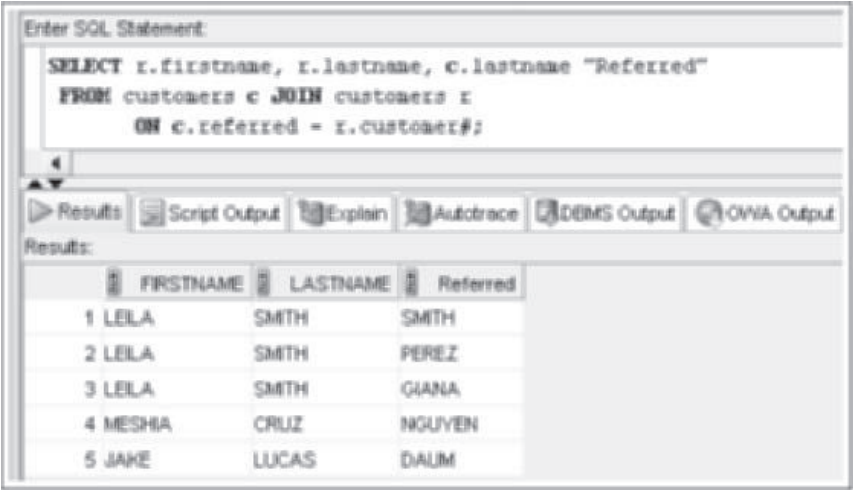 Enter SQL Statement:
SELECT r.firstname, r.lastname, c.lastname "Referred"
FROM customers c JOIN customers r
ON c.referred = r.customer#;
Results Script Output Explain Autotrace DBMS Output OWA Output
Results:
FIRSTNAME LASTNAME Referred
1 LEILA SMITH SMITH
2 LEILA SMITH PEREZ
3 LEILA SMITH GIANA
4 MESHIA CRUZ NGUYEN
5 JAKE LUCAS DAUM